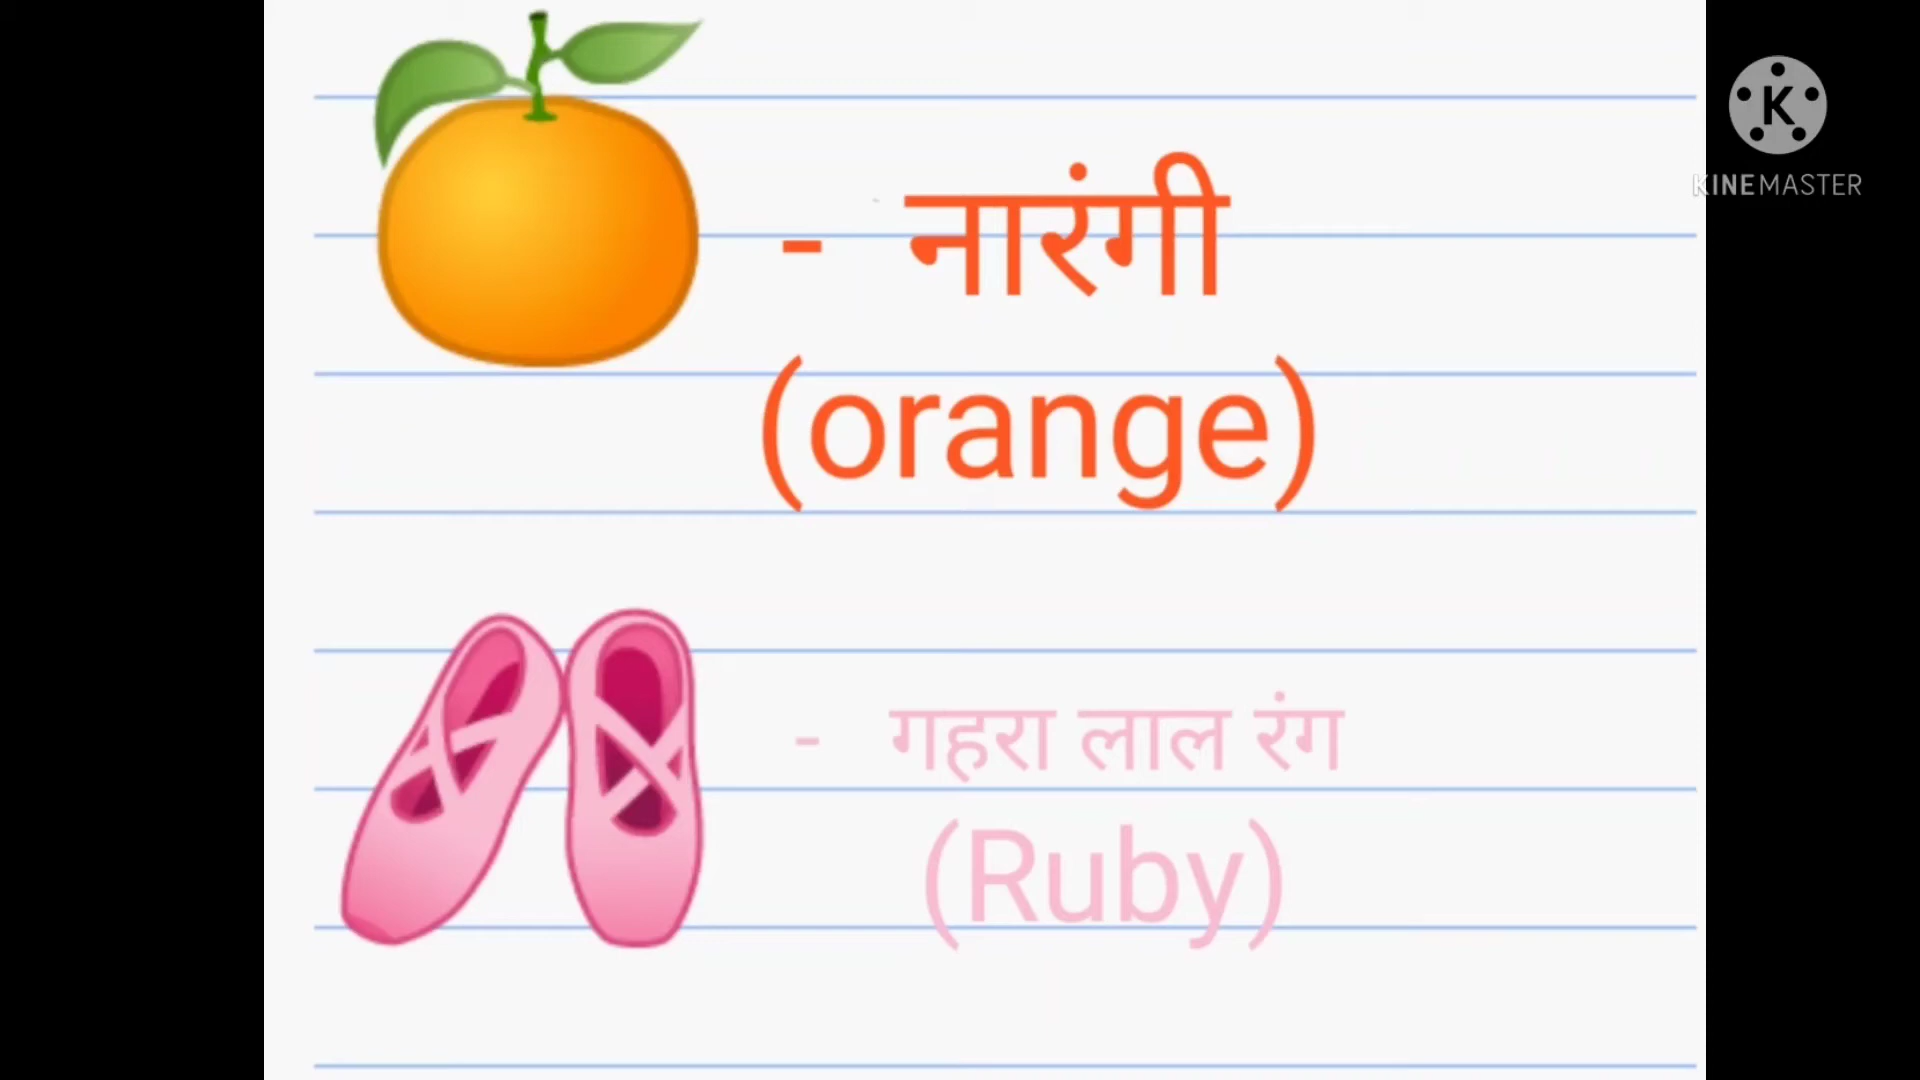 - नारंगी
(orange)
- गहरा लाल रंग
(Ruby)
K
KINEMASTER